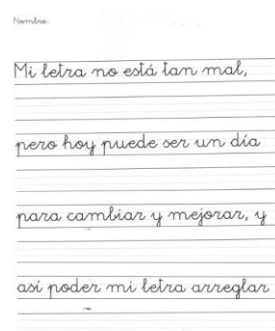 Nombre:
Mi letra no está tan mal,
pero hoy puede ser un día
para cambiar y mejorar, y
así poder mi letra arreglar